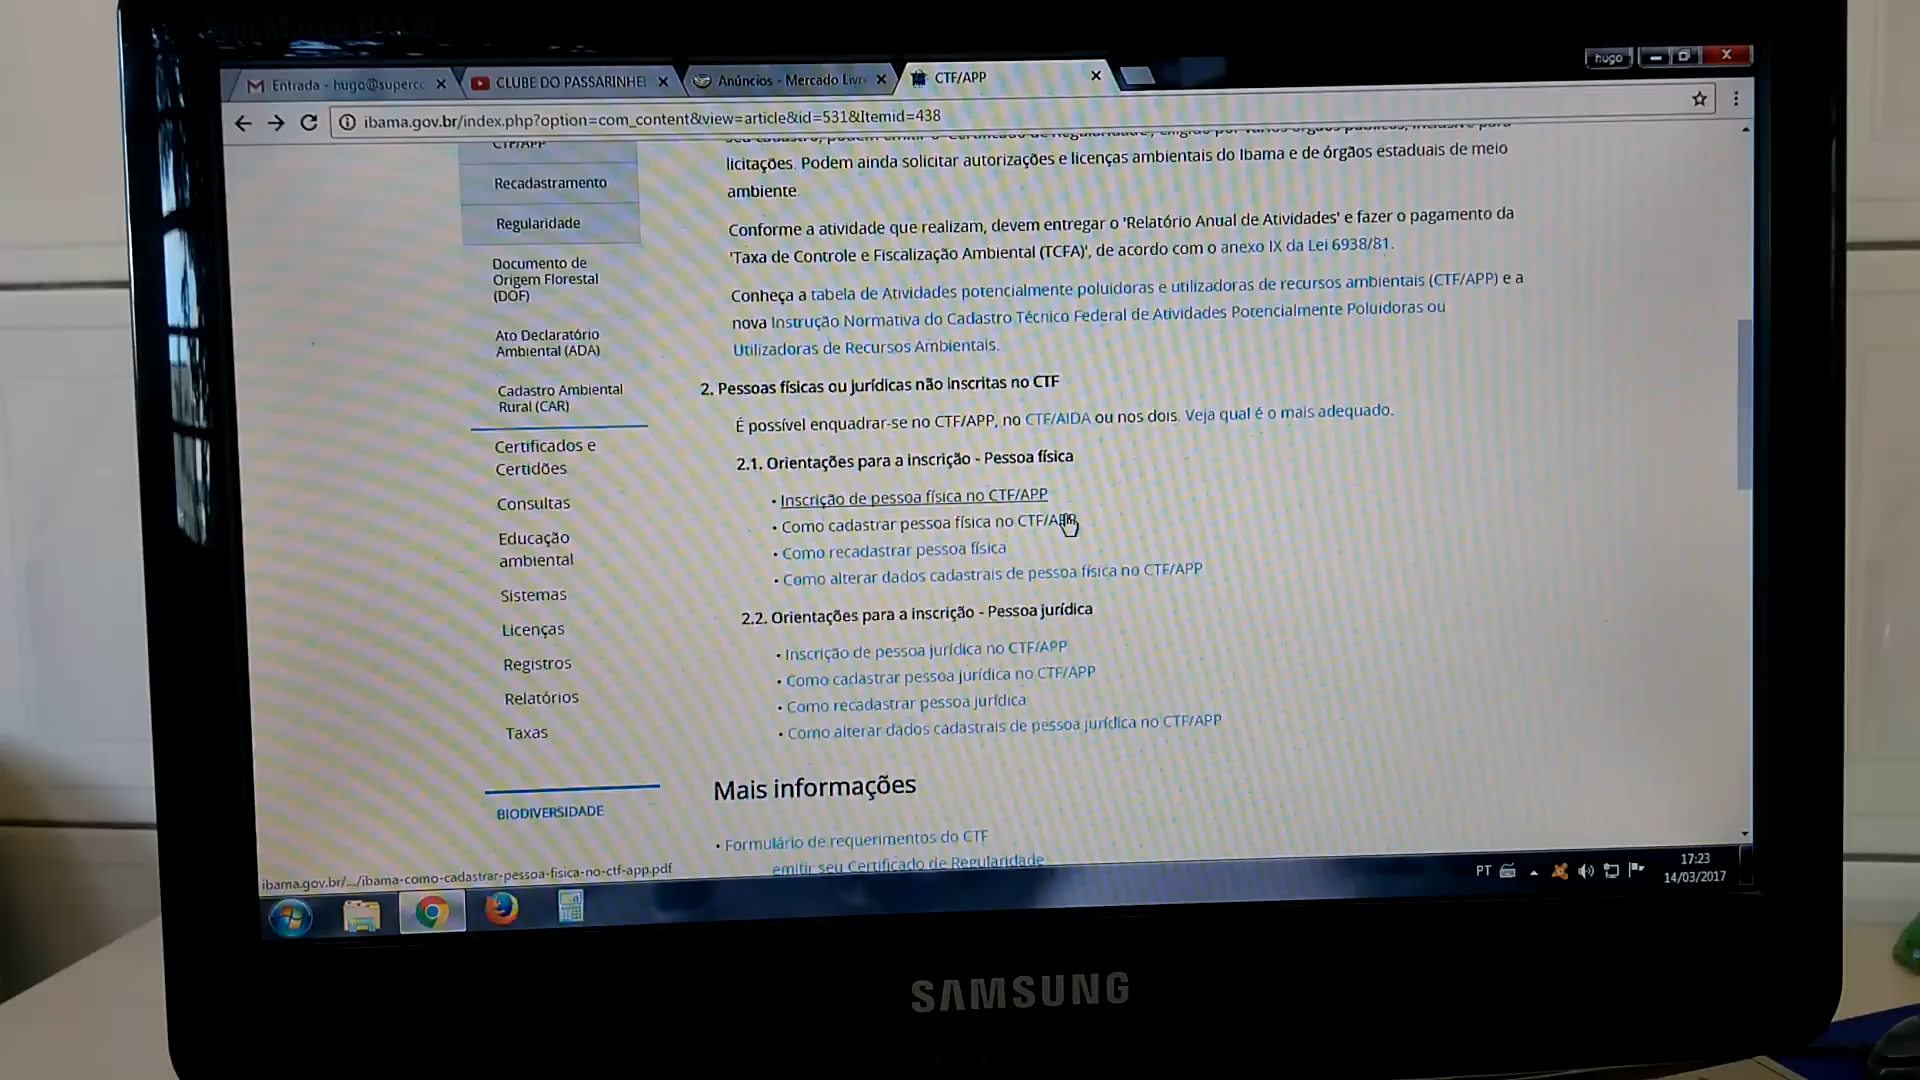 hugo
Entrada - hugo@superco
CLUBE DO PASSARINHEI
Anúncios - Mercado Livr
CTF/APP
ibama.gov.br/index.php?option=com_content&view=article&id=531&Itemid=438
CTF/APP
Recadastramento
Regularidade
Documento de
Origem Florestal
(DOF)
Ato Declaratório
Ambiental (ADA)
Cadastro Ambiental
Rural (CAR)
Certificados e
Certidões
Consultas
Educação
ambiental
Sistemas
Licenças
Registros
Relatórios
Taxas
BIODIVERSIDADE
licitações. Podem ainda solicitar autorizações e licenças ambientais do Ibama e de órgãos estaduais de meio
ambiente.
Conforme a atividade que realizam, devem entregar o 'Relatório Anual de Atividades' e fazer o pagamento da
'Taxa de Controle e Fiscalização Ambiental (TCFA)', de acordo com o anexo IX da Lei 6938/81.
Conheça a tabela de Atividades potencialmente poluidoras e utilizadoras de recursos ambientais (CTF/APP) e a
nova Instrução Normativa do Cadastro Técnico Federal de Atividades Potencialmente Poluidoras ou
Utilizadoras de Recursos Ambientais.
2. Pessoas físicas ou jurídicas não inscritas no CTF
É possível enquadrar-se no CTF/APP, no CTF/AIDA ou nos dois. Veja qual é o mais adequado.
2.1. Orientações para a inscrição - Pessoa física
• Inscrição de pessoa física no CTF/APP
• Como cadastrar pessoa física no CTF/APP
• Como recadastrar pessoa física
• Como alterar dados cadastrais de pessoa física no CTF/APP
2.2. Orientações para a inscrição - Pessoa jurídica
• Inscrição de pessoa jurídica no CTF/APP
• Como cadastrar pessoa jurídica no CTF/APP
• Como recadastrar pessoa jurídica
• Como alterar dados cadastrais de pessoa jurídica no CTF/APP
Mais informações
• Formulário de requerimentos do CTF
emitir seu Certificado de Regularidade
ibama.gov.br/.../ibama-como-cadastrar-pessoa-fisica-no-ctf-app.pdf
PT
17:23
14/03/2017
SAMSUNG